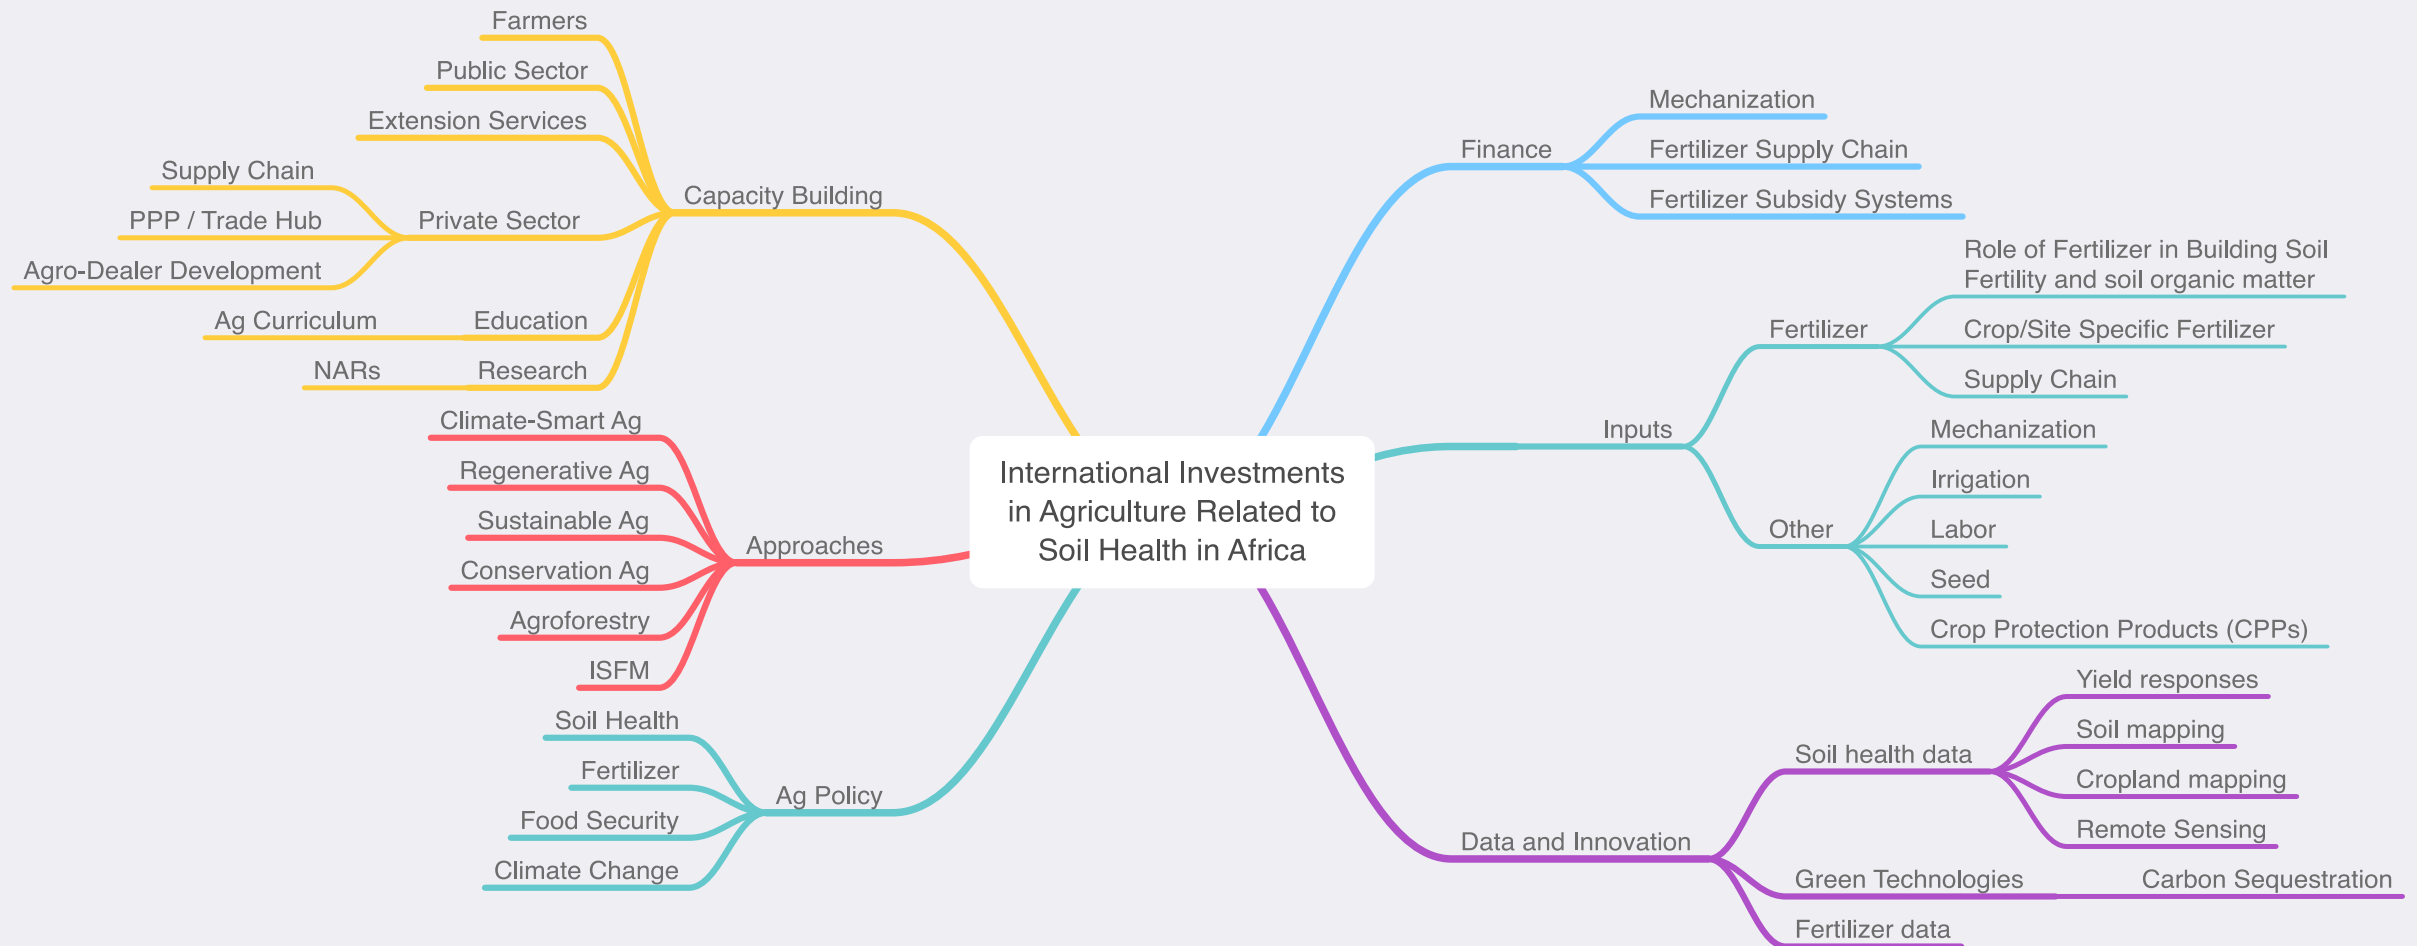 Farmers
Public Sector
Extension Services
Supply Chain
PPP / Trade Hub
Agro-Dealer Development
Private Sector
Capacity Building
Ag Curriculum
Education
NARs
Research
Climate-Smart Ag
Regenerative Ag
Sustainable Ag
Conservation Ag
Agroforestry
ISFM
Approaches
Soil Health
Fertilizer
Food Security
Climate Change
Ag Policy
International Investments
in Agriculture Related to
Soil Health in Africa
Finance
Mechanization
Fertilizer Supply Chain
Fertilizer Subsidy Systems
Inputs
Fertilizer
Role of Fertilizer in Building Soil
Fertility and soil organic matter
Crop/Site Specific Fertilizer
Supply Chain
Other
Mechanization
Irrigation
Labor
Seed
Crop Protection Products (CPPs)
Data and Innovation
Soil health data
Yield responses
Soil mapping
Cropland mapping
Remote Sensing
Green Technologies
Carbon Sequestration
Fertilizer data